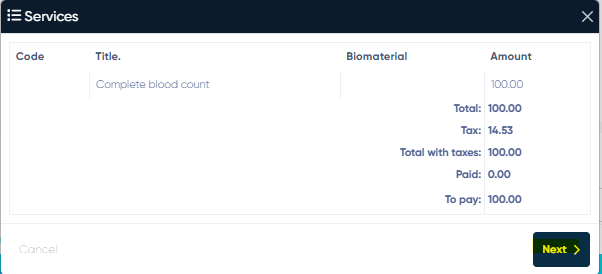 Services
Code Title. Biomaterial Amount
Complete blood count 100.00
Total: 100.00
Tax: 14.53
Total with taxes: 100.00
Paid: 0.00
To pay: 100.00
Cancel Next